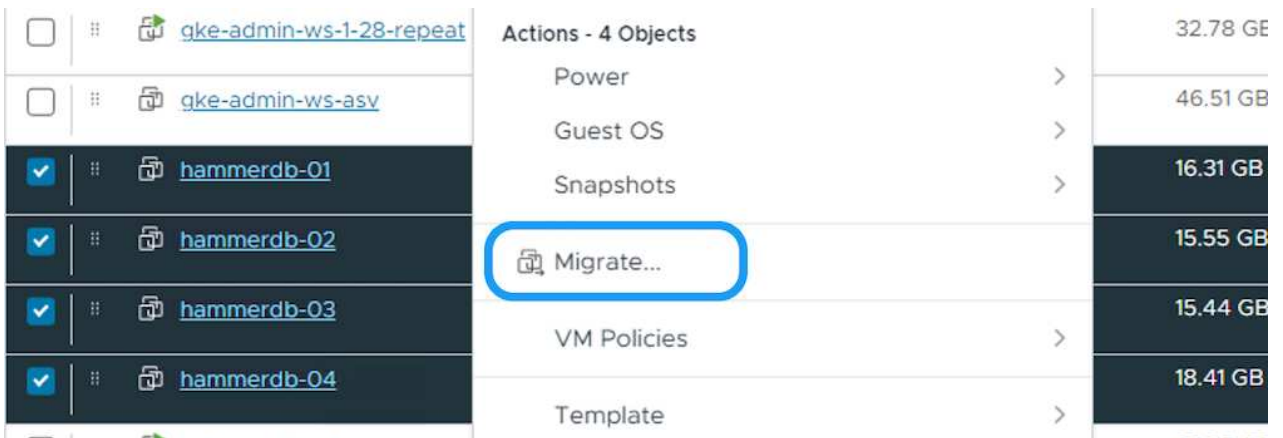 gke-admin-ws-1-28-repeat
Actions - 4 Objects
32.78 GB
Power
gke-admin-ws-asv
46.51 GB
Guest OS
hammerdb-01
Snapshots
16.31 GB
hammerdb-02
Migrate...
15.55 GB
hammerdb-03
VM Policies
15.44 GB
hammerdb-04
Template
18.41 GB